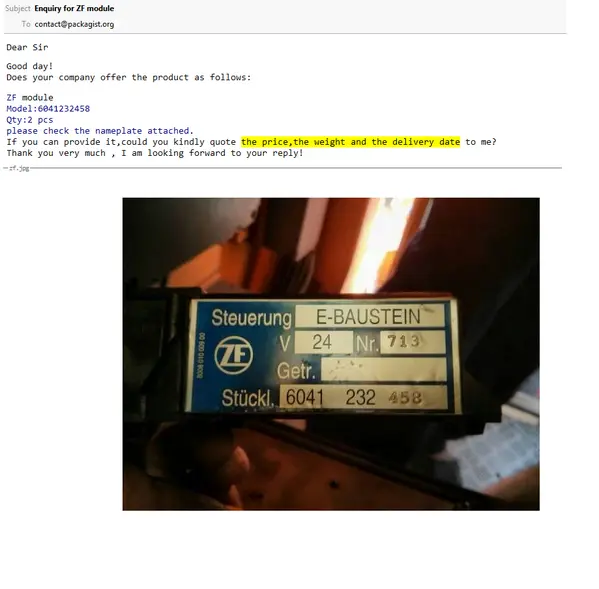 Subject Enquiry for ZF module
To contact@packagist.org
Dear Sir
Good day!
Does your company offer the product as follows:
ZF module
Model:6041232458
Qty:2 pcs
please check the nameplate attached.
If you can provide it,could you kindly quote the price,the weight and the delivery date to me?
Thank you very much , I am looking forward to your reply!
zf.jpg
Steuerung E-BAUSTEIN
ZF
V 24 Nr. 713
Getr.
Stückl. 6041 232 458